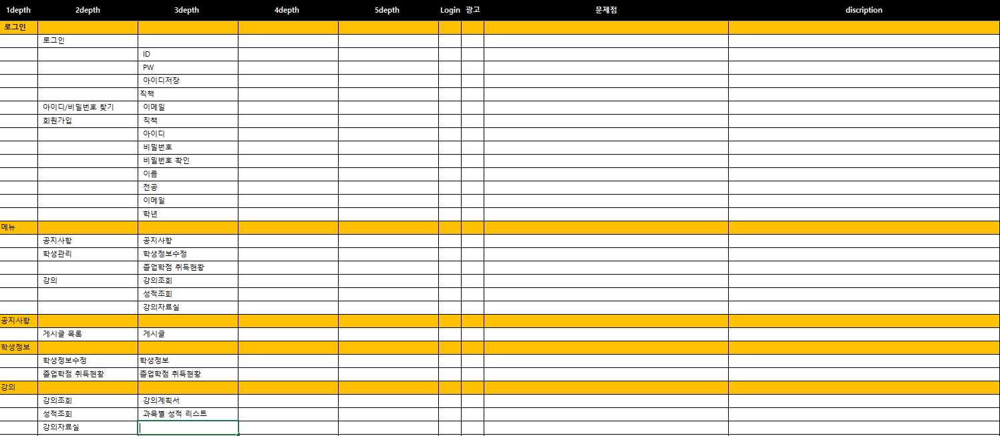 1depth 2depth 3depth 4depth 5depth Login 광고 문제점 discription
로그인
로그인
ID
PW
아이디저장
직책
아이디/비밀번호 찾기 이메일
회원가입 직책
아이디
비밀번호
비밀번호 확인
이름
전공
이메일
학년
메뉴
공지사항 공지사항
학생관리 학생정보수정
졸업학점 취득현황
강의 강의조회
성적조회
강의자료실
공지사항
게시글 목록 게시글
학생정보
학생정보수정 학생정보
졸업학점 취득현황 졸업학점 취득현황
강의
강의조회 강의계획서
성적조회 과목별 성적 리스트
강의자료실